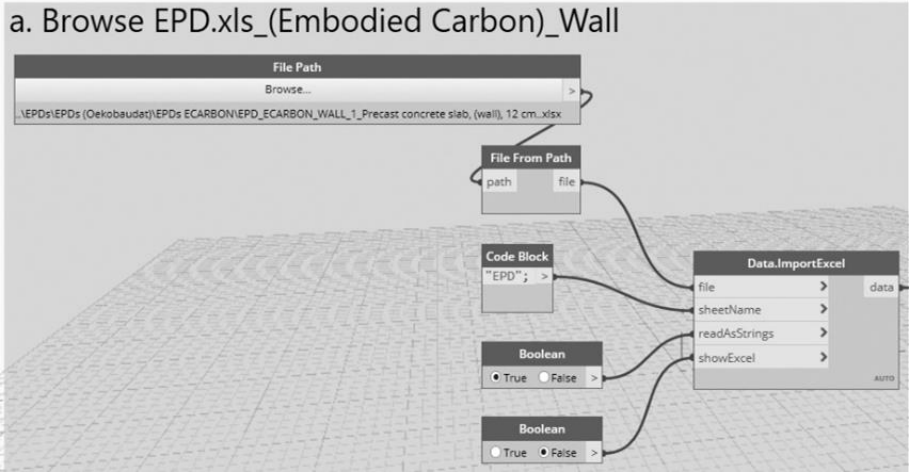 a. Browse EPD.xls_(Embodied Carbon)_Wall
File Path
Browse...
>
..\EPDs\EPDs (Oekobaudat)\EPDs ECARBON\EPD_ECARBON_WALL_1_Precast concrete slab, (wall), 12 cm..xlsx
File From Path
path file
Code Block
"EPD"; >
Data.ImportExcel
file > data
sheetName >
readAsStrings >
showExcel >
AUTO
Boolean
True False >
Boolean
True False >